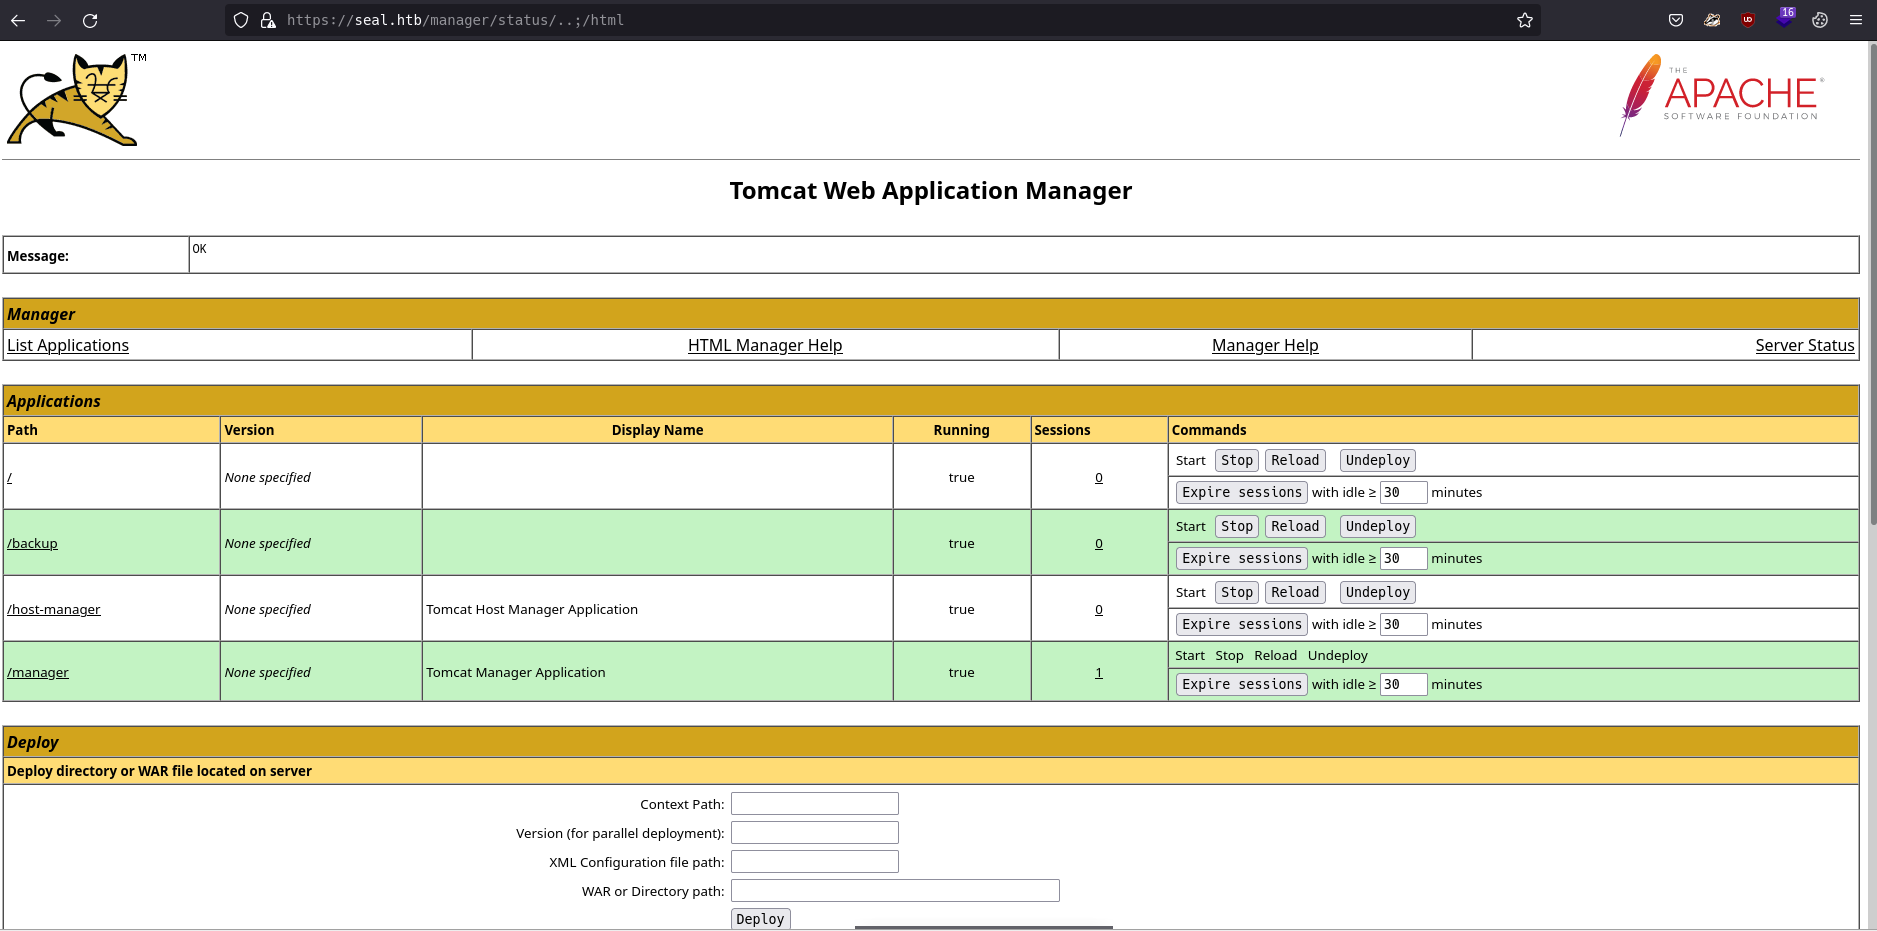 https://seal.htb/manager/status/..;/html
16
TM
THE
APACHE®
SOFTWARE FOUNDATION
Tomcat Web Application Manager
Message: OK
Manager
List Applications HTML Manager Help Manager Help Server Status
Applications
Path Version Display Name Running Sessions Commands
/ None specified true 0 Start Stop Reload Undeploy
Expire sessions with idle ≥ 30 minutes
/backup None specified true 0 Start Stop Reload Undeploy
Expire sessions with idle ≥ 30 minutes
/host-manager None specified Tomcat Host Manager Application true 0 Start Stop Reload Undeploy
Expire sessions with idle ≥ 30 minutes
/manager None specified Tomcat Manager Application true 1 Start Stop Reload Undeploy
Expire sessions with idle ≥ 30 minutes
Deploy
Deploy directory or WAR file located on server
Context Path:
Version (for parallel deployment):
XML Configuration file path:
WAR or Directory path:
Deploy